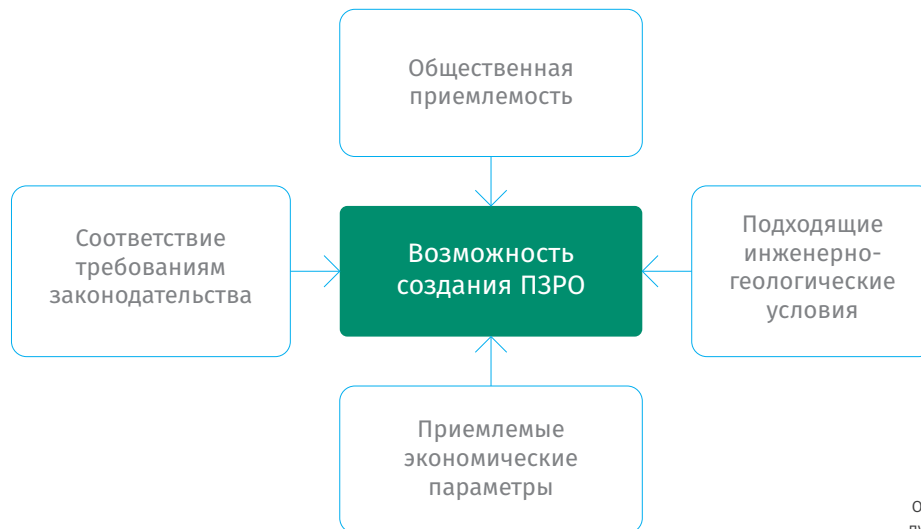 Общественная
приемлемость
Соответствие
требованиям
законодательства
Возможность
создания ПЗРО
Подходящие
инженерно-
геологические
условия
Приемлемые
экономические
параметры